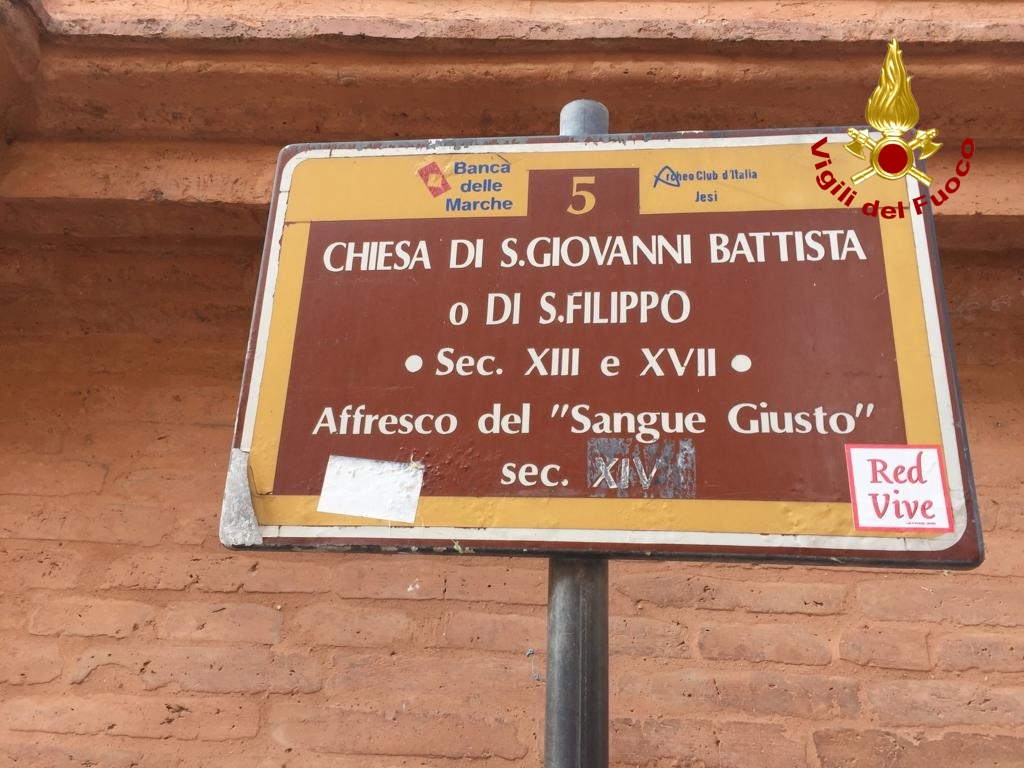 Banca
delle
Marche
5
Archeo Club d'Italia
Jesi
Vigili del Fuoco
CHIESA DI S.GIOVANNI BATTISTA
o DI S.FILIPPO
• Sec. XIII e XVII •
Affresco del "Sangue Giusto"
sec. XIV
Red
Vive